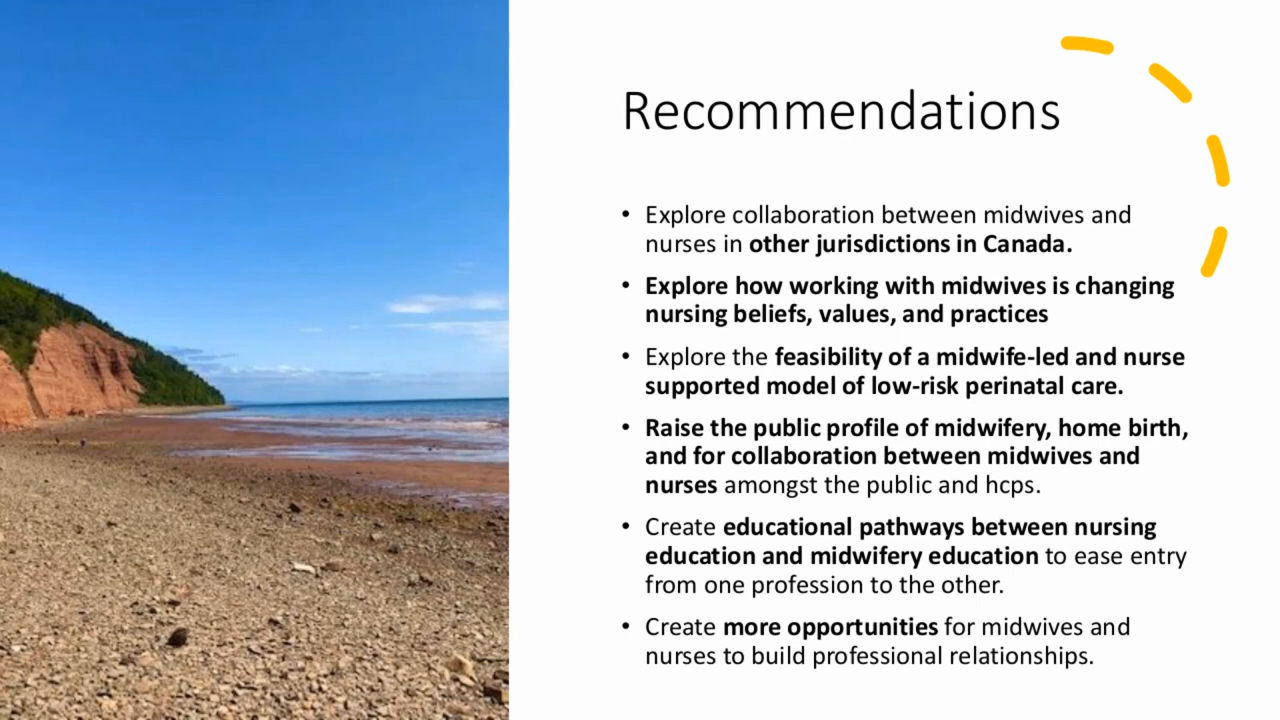 Recommendations
• Explore collaboration between midwives and
nurses in other jurisdictions in Canada.
• Explore how working with midwives is changing
nursing beliefs, values, and practices
• Explore the feasibility of a midwife-led and nurse
supported model of low-risk perinatal care.
• Raise the public profile of midwifery, home birth,
and for collaboration between midwives and
nurses amongst the public and hcps.
• Create educational pathways between nursing
education and midwifery education to ease entry
from one profession to the other.
• Create more opportunities for midwives and
nurses to build professional relationships.